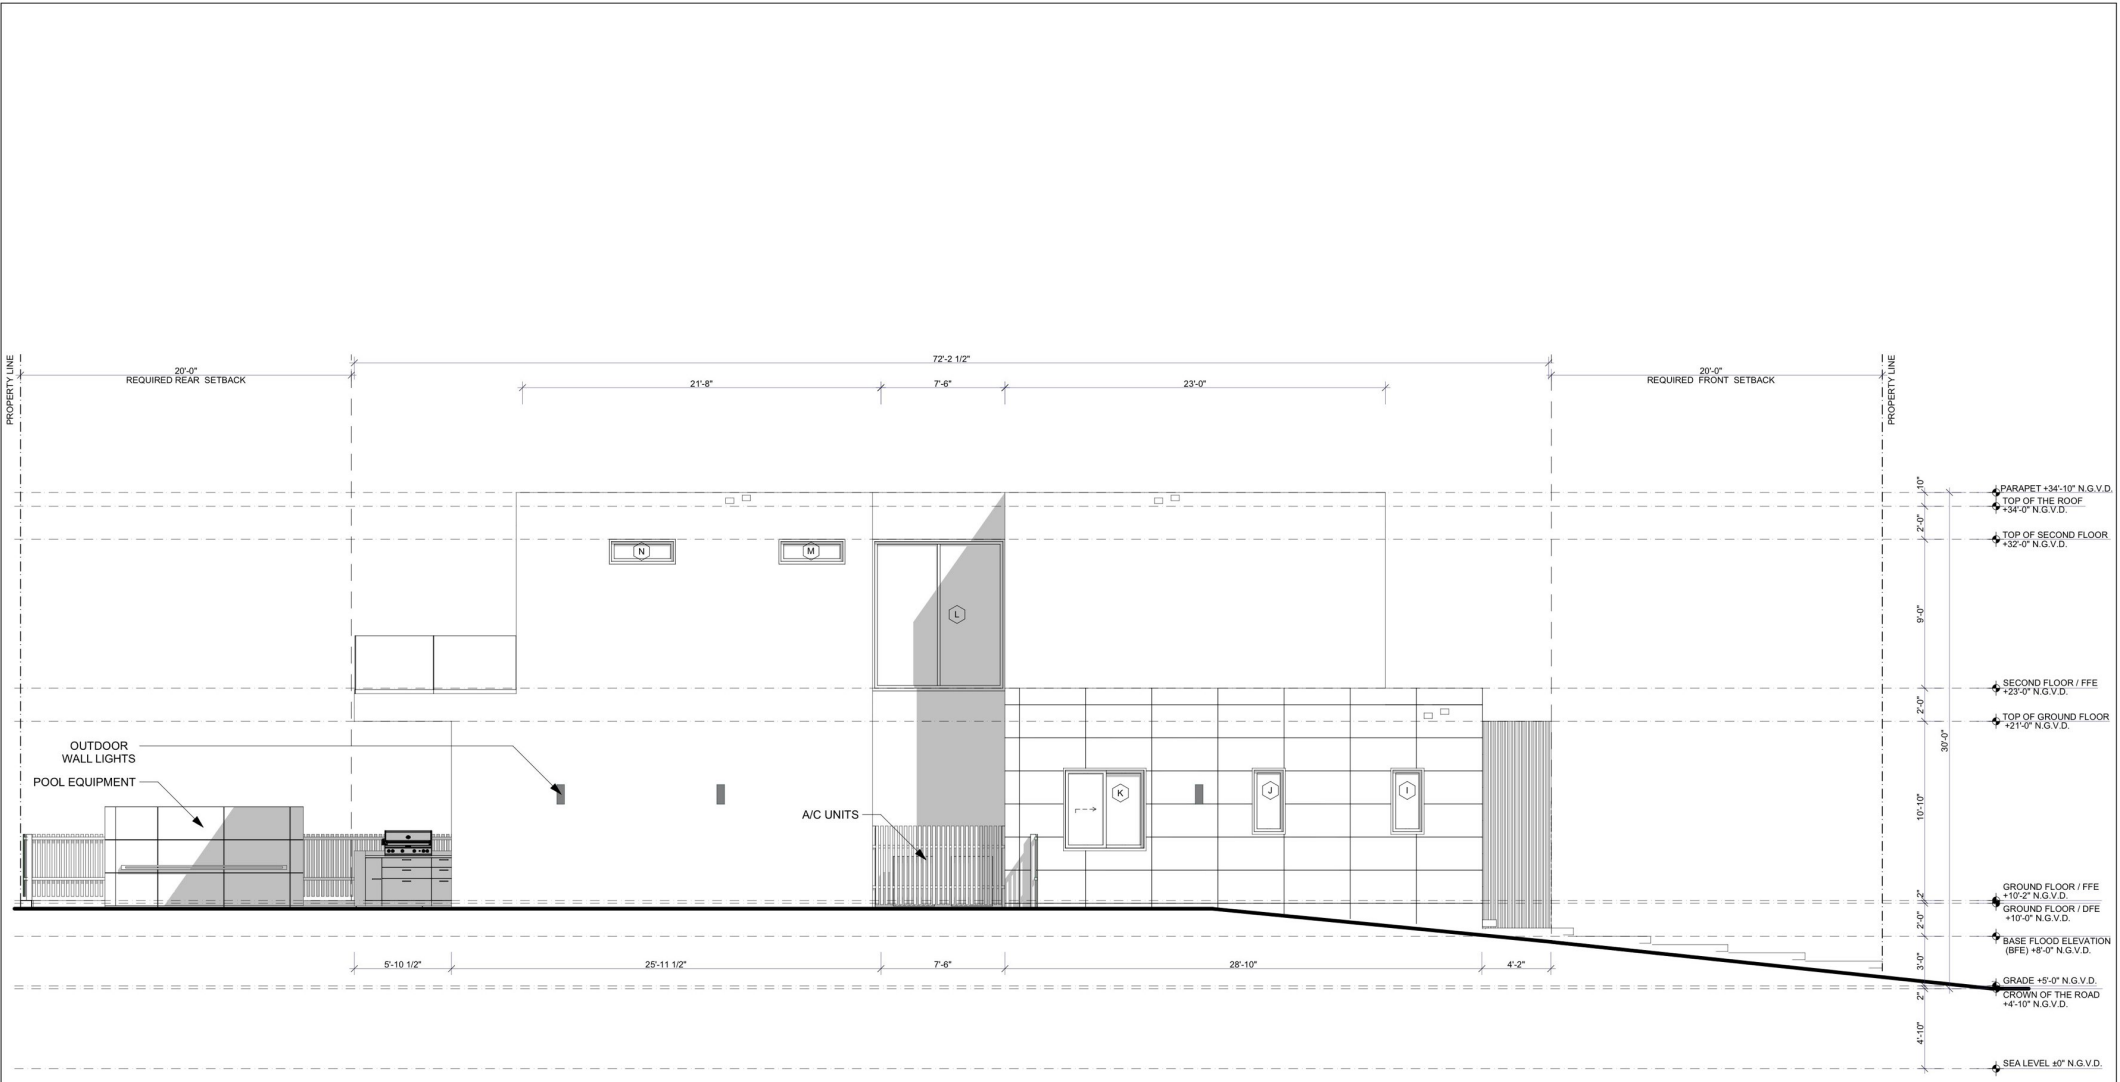 72'-2 1/2"
20'-0"
REQUIRED REAR SETBACK
20'-0"
REQUIRED FRONT SETBACK
PROPERTY LINE
PROPERTY LINE
21'-8"
7'-6"
23'-0"
10"
PARAPET +34'-10" N.G.V.D.
TOP OF THE ROOF
+34'-0" N.G.V.D.
2'-0"
TOP OF SECOND FLOOR
+32'-0" N.G.V.D.
N
M
L
9'-0"
SECOND FLOOR / FFE
+23'-0" N.G.V.D.
2'-0"
TOP OF GROUND FLOOR
+21'-0" N.G.V.D.
30'-0"
OUTDOOR
WALL LIGHTS
POOL EQUIPMENT
A/C UNITS
K
J
I
10'-10"
GROUND FLOOR / FFE
+10'-2" N.G.V.D.
2"
GROUND FLOOR / DFE
+10'-0" N.G.V.D.
2'-0"
BASE FLOOD ELEVATION
(BFE) +8'-0" N.G.V.D.
3'-0"
5'-10 1/2"
25'-11 1/2"
7'-6"
28'-10"
4'-2"
GRADE +5'-0" N.G.V.D.
2"
CROWN OF THE ROAD
+4'-10" N.G.V.D.
4'-10"
SEA LEVEL ±0" N.G.V.D.